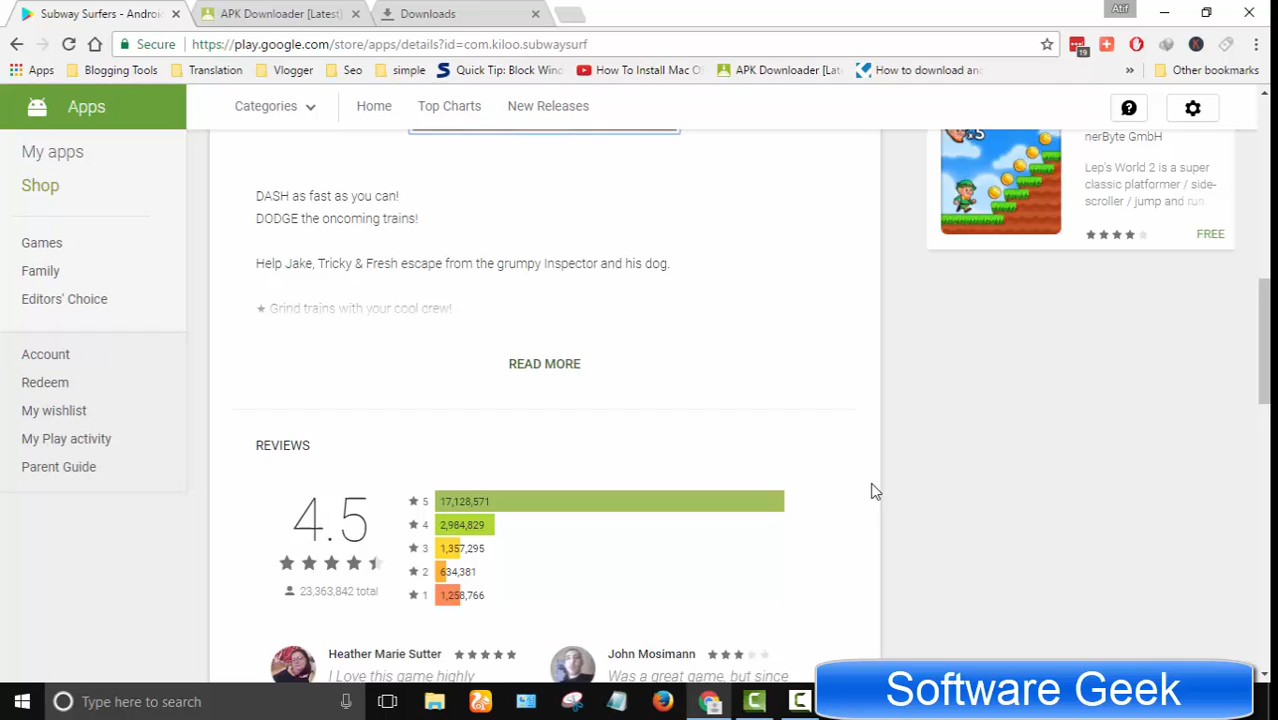 Subway Surfers - Androi
APK Downloader [Latest]
Downloads
Atif
Secure
https://play.google.com/store/apps/details?id=com.kiloo.subwaysurf
19
Apps
Blogging Tools
Translation
Vlogger
Seo
simple
Quick Tip: Block Wind
How To Install Mac O
APK Downloader [Late
How to download and
»
Other bookmarks
Apps
Categories
Home
Top Charts
New Releases
My apps
Shop
Games
Family
Editors' Choice
Account
Redeem
My wishlist
My Play activity
Parent Guide
DASH as fast as you can!
DODGE the oncoming trains!
Help Jake, Tricky & Fresh escape from the grumpy Inspector and his dog.
★ Grind trains with your cool crew!
READ MORE
x5
nerByte GmbH
Lep's World 2 is a super
classic platformer / side-
scroller / jump and run
FREE
REVIEWS
4.5
23,363,842 total
★ 5 17,128,571
★ 4 2,984,829
★ 3 1,357,295
★ 2 634,381
★ 1 1,258,766
Heather Marie Sutter
I Love this game highly
John Mosimann
Was a great game, but since
Type here to search
Software Geek